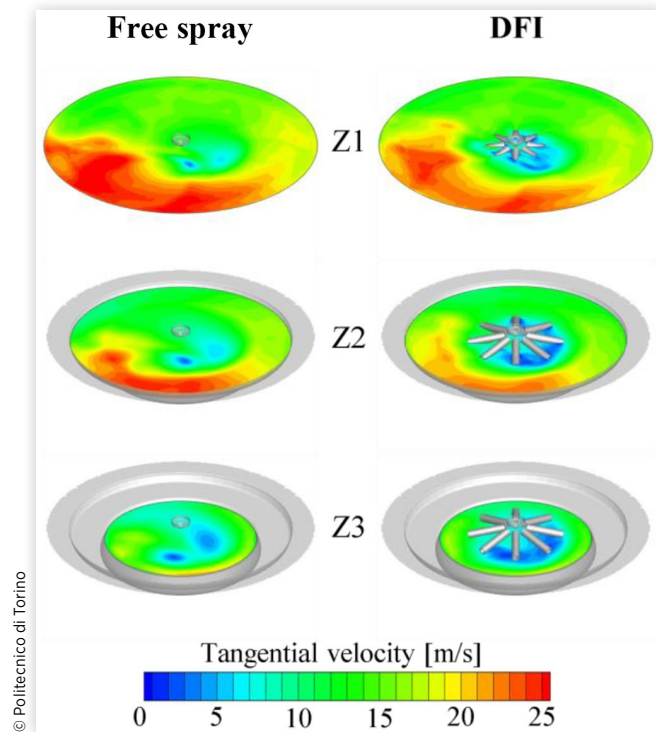 Free spray DFI
Z1
Z2
Z3
Tangential velocity [m/s]
0 5 10 15 20 25
© Politecnico di Torino